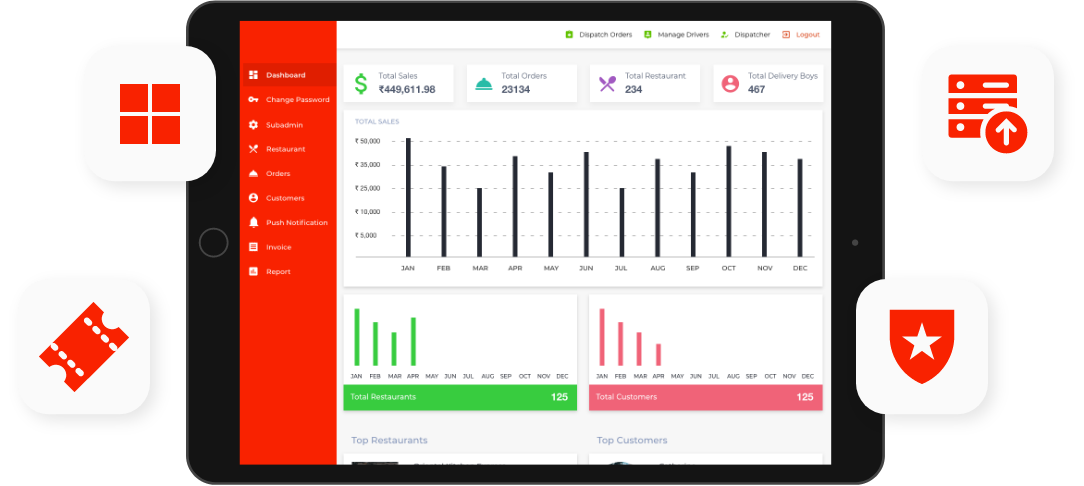 Dispatch Orders Manage Drivers Dispatcher Logout
Dashboard
Change Password
Subadmin
Restaurant
Orders
Customers
Push Notification
Invoice
Report
Total Sales
₹449,611.98
Total Orders
23134
Total Restaurant
234
Total Delivery Boys
467
TOTAL SALES
₹ 50,000
₹ 35,000
₹ 25,000
₹ 10,000
₹ 5,000
JAN FEB MAR APR MAY JUN JUL AUG SEP OCT NOV DEC
JAN FEB MAR APR MAY JUN JUL AUG SEP OCT NOV DEC
Total Restaurants 125
JAN FEB MAR APR MAY JUN JUL AUG SEP OCT NOV DEC
Total Customers 125
Top Restaurants
Top Customers